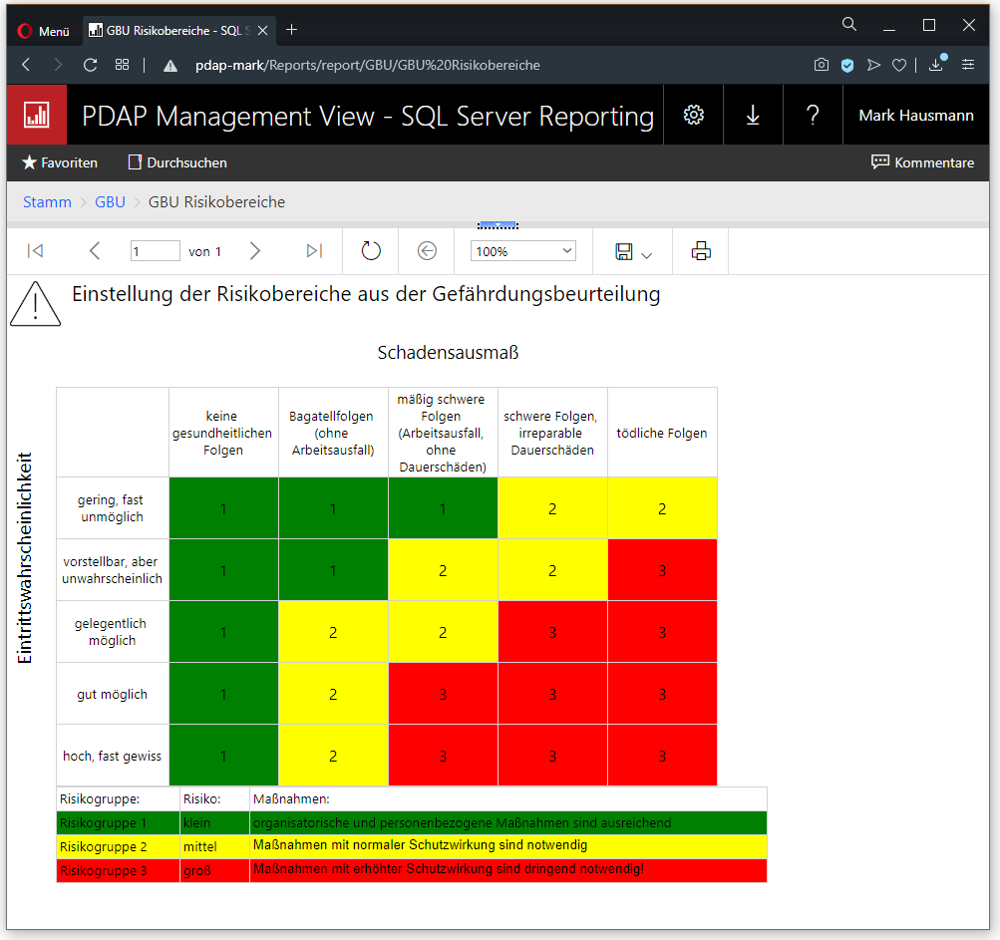 Menü
GBU Risikobereiche - SQL S
pdap-mark/Reports/report/GBU/GBU%20Risikobereiche
PDAP Management View - SQL Server Reporting
?
Mark Hausmann
Favoriten
Durchsuchen
Kommentare
Stamm > GBU > GBU Risikobereiche
1 von 1
100%
Einstellung der Risikobereiche aus der Gefährdungsbeurteilung
Schadensausmaß
Eintrittswahrscheinlichkeit
keine
gesundheitlichen
Folgen
Bagatellfolgen
(ohne
Arbeitsausfall)
mäßig schwere
Folgen
(Arbeitsausfall,
ohne
Dauerschäden)
schwere Folgen,
irreparable
Dauerschäden
tödliche Folgen
gering, fast
unmöglich
1 1 1 2 2
vorstellbar, aber
unwahrscheinlich
1 1 2 2 3
gelegentlich
möglich
1 2 2 3 3
gut möglich
1 2 3 3 3
hoch, fast gewiss
1 2 3 3 3
Risikogruppe: Risiko: Maßnahmen:
Risikogruppe 1 klein organisatorische und personenbezogene Maßnahmen sind ausreichend
Risikogruppe 2 mittel Maßnahmen mit normaler Schutzwirkung sind notwendig
Risikogruppe 3 groß Maßnahmen mit erhöhter Schutzwirkung sind dringend notwendig!